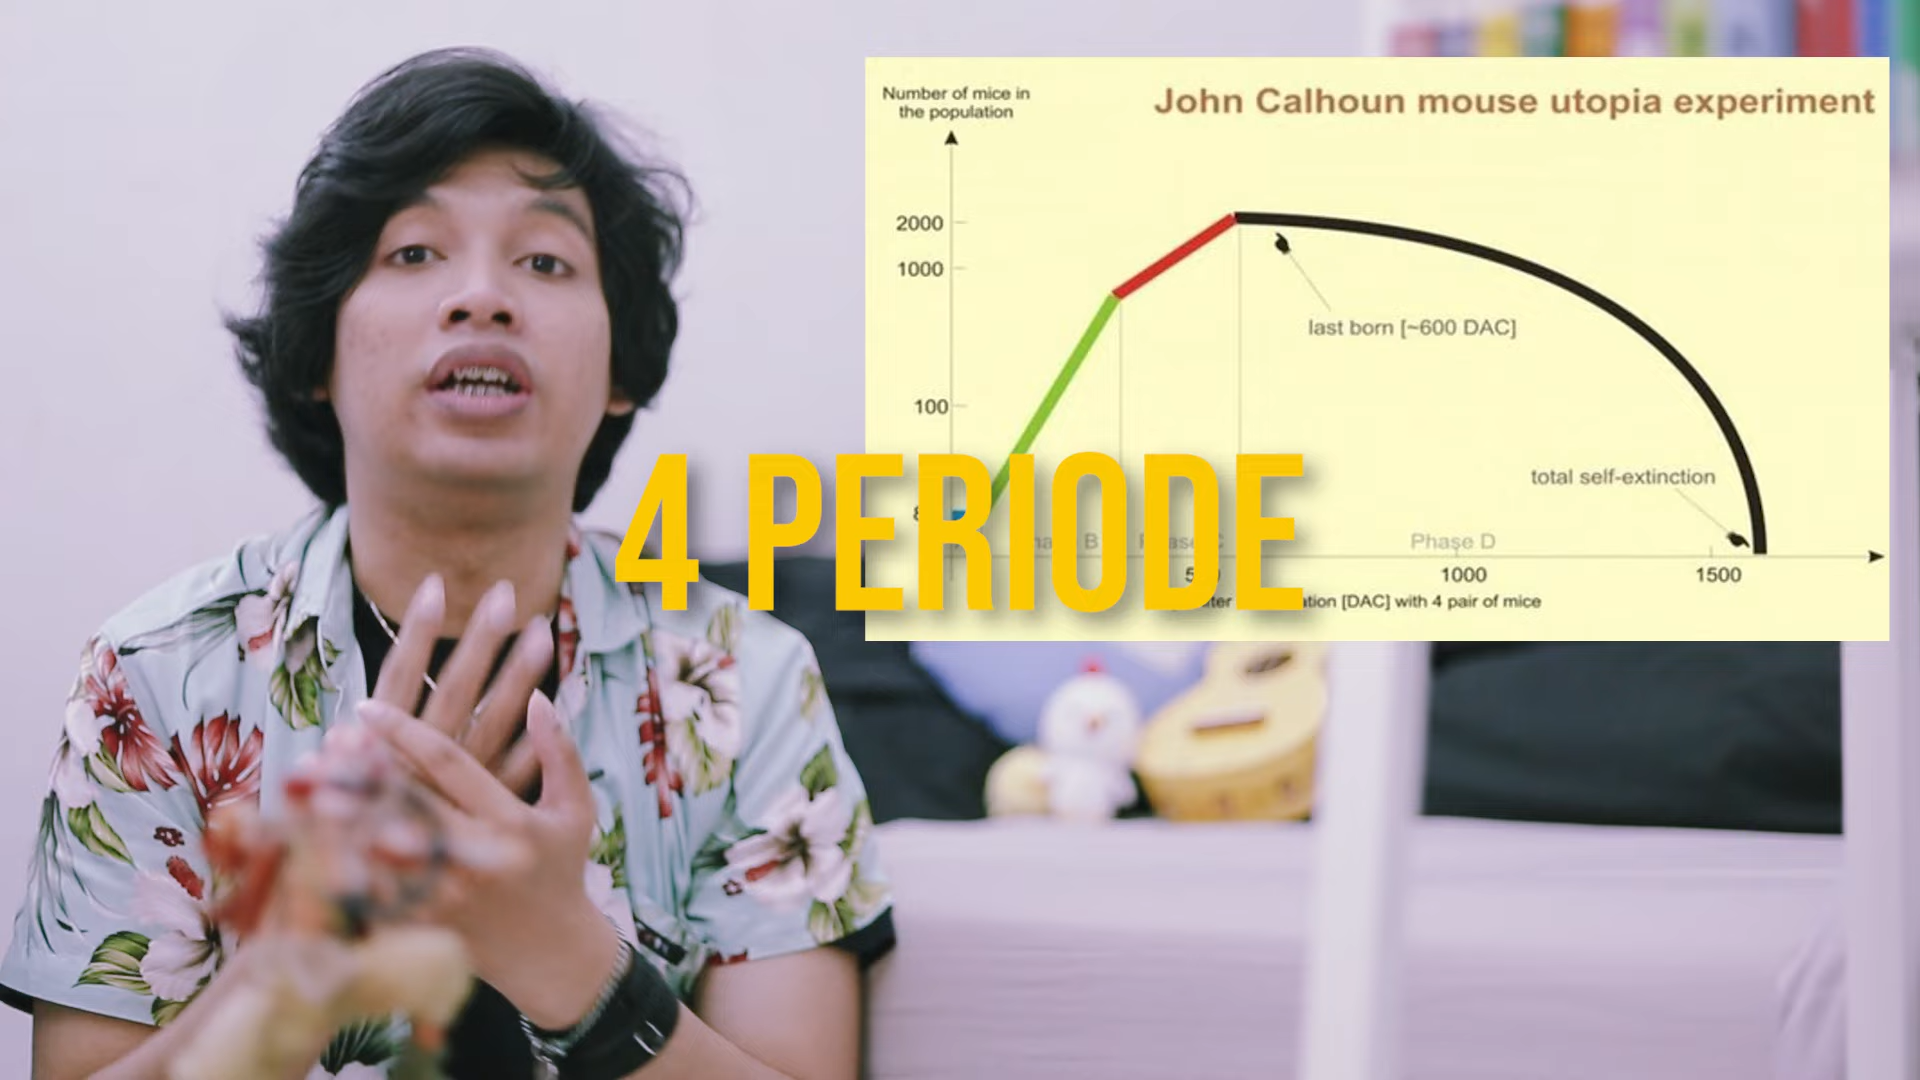 John Calhoun mouse utopia experiment
Number of mice in
the population
2000
1000
last born [~600 DAC]
100
total self-extinction
4 PERIODE
Phase D
1000
1500
[DAC] with 4 pair of mice